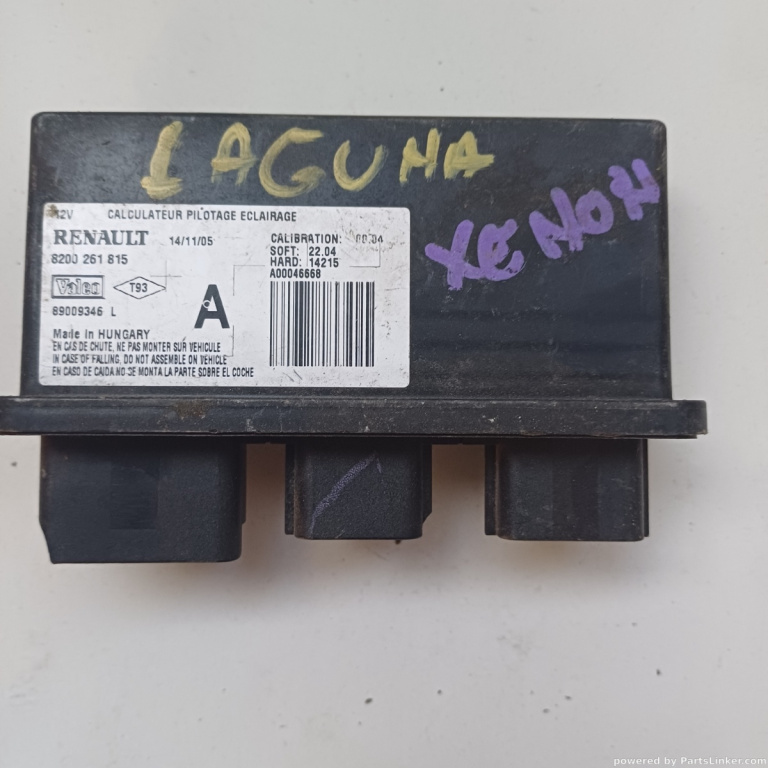 LAGUNA
XENON
12V CALCULATEUR PILOTAGE ECLAIRAGE
RENAULT 14/11/05
8200 261 815
CALIBRATION:
SOFT: 22.04
HARD: 14215
A00046668
Valeo T93
89009346 L
A
Made in HUNGARY
EN CAS DE CHUTE, NE PAS MONTER SUR VEHICULE
IN CASE OF FALLING, DO NOT ASSEMBLE ON VEHICLE
EN CASO DE CAIDA NO SE MONTA LA PARTE SOBRE EL COCHE
powered by PartsLinker.com